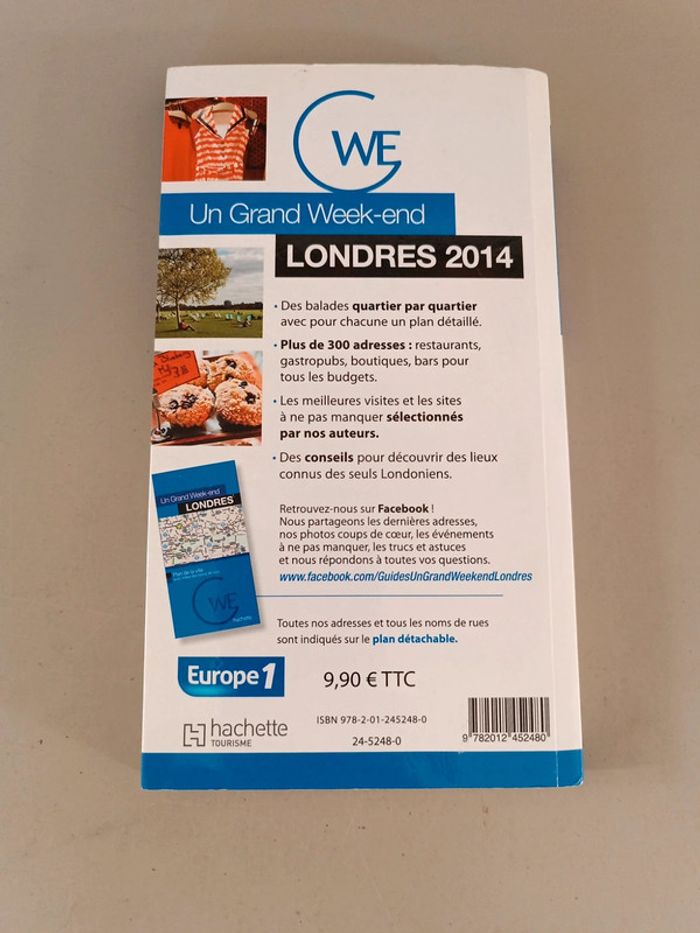 WE
Un Grand Week-end
LONDRES 2014
• Des balades quartier par quartier
avec pour chacune un plan détaillé.
• Plus de 300 adresses : restaurants,
gastropubs, boutiques, bars pour
tous les budgets.
• Les meilleures visites et les sites
à ne pas manquer sélectionnés
par nos auteurs.
• Des conseils pour découvrir des lieux
connus des seuls Londoniens.
Un Grand Week-end
LONDRES
Plan de la ville
WE
hachette
Retrouvez-nous sur Facebook !
Nous partageons les dernières adresses,
nos photos coups de cœur, les événements
à ne pas manquer, les trucs et astuces
et nous répondons à toutes vos questions.
www.facebook.com/GuidesUnGrandWeekendLondres
Toutes nos adresses et tous les noms de rues
sont indiqués sur le plan détachable.
Europe 1
9,90 € TTC
hachette
TOURISME
ISBN 978-2-01-245248-0
24-5248-0
9 782012 452480